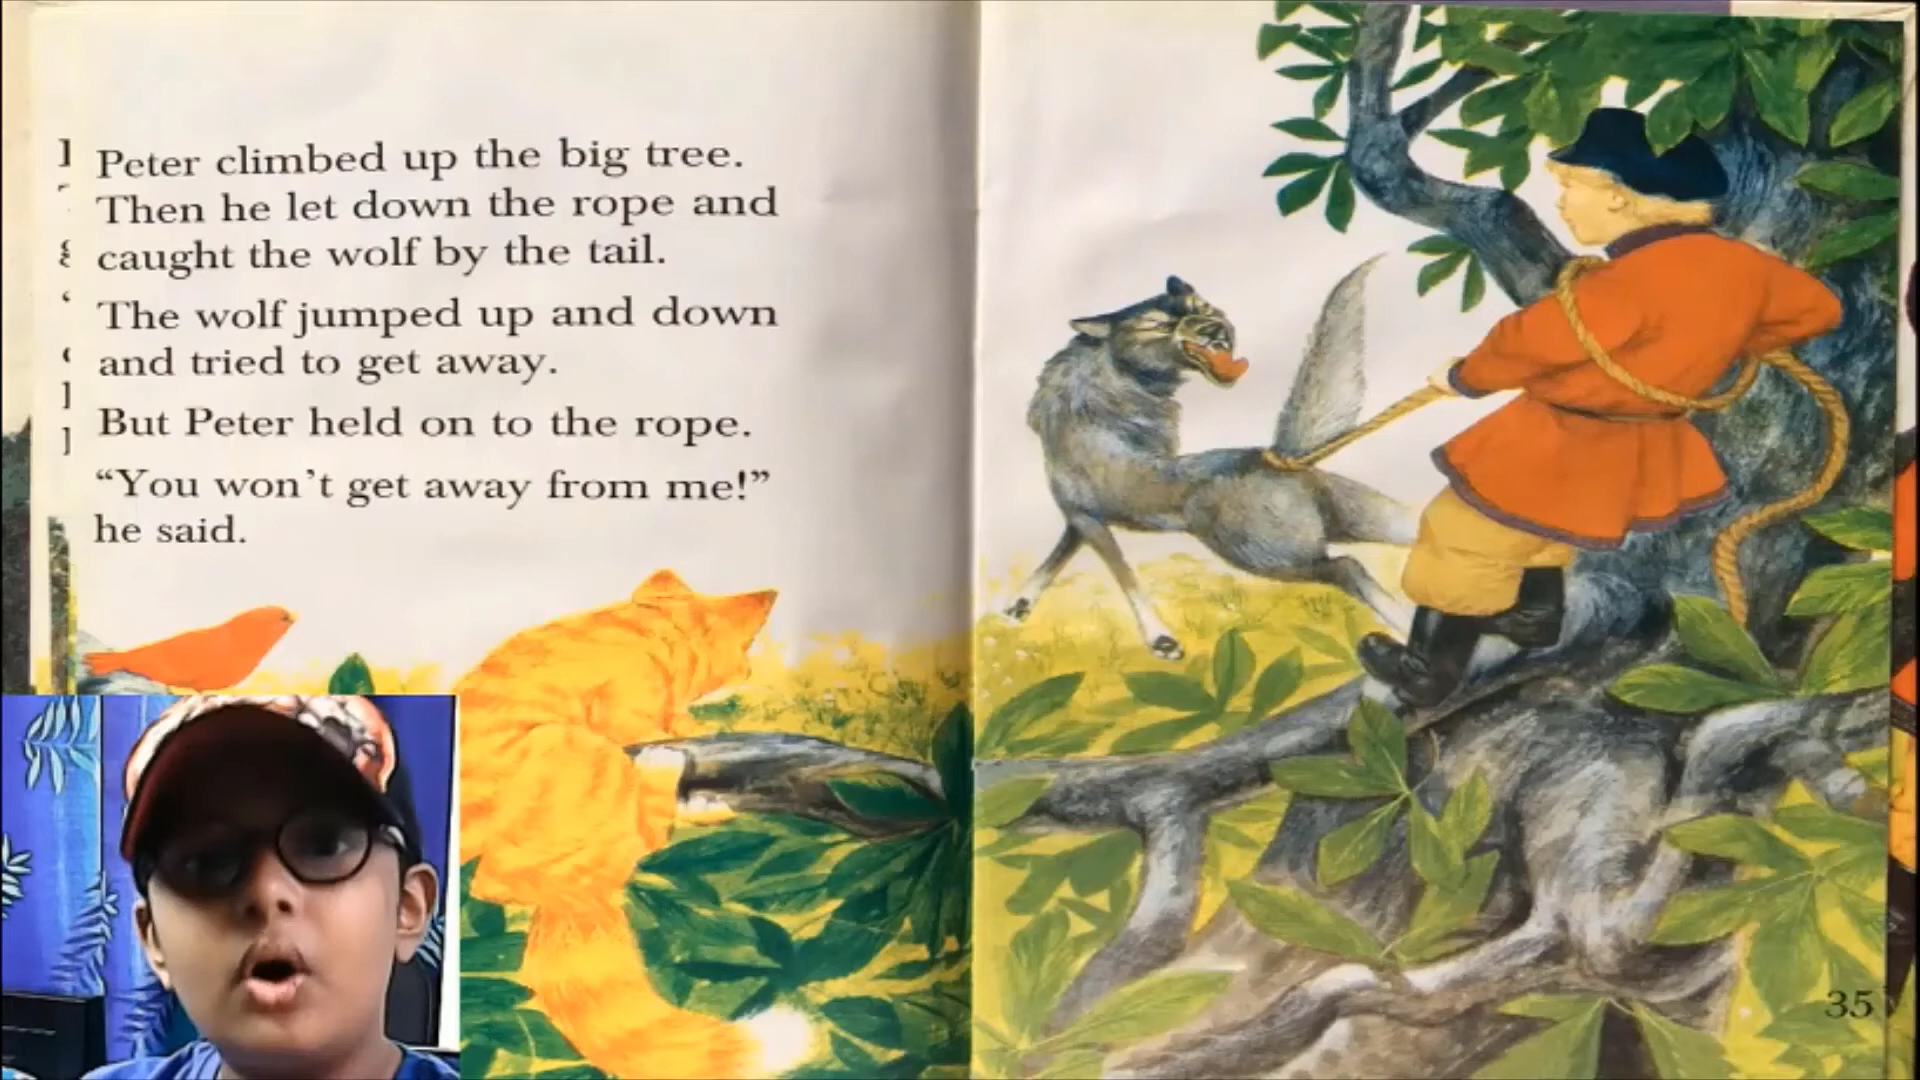 Peter climbed up the big tree.
Then he let down the rope and
caught the wolf by the tail.
The wolf jumped up and down
and tried to get away.
But Peter held on to the rope.
“You won’t get away from me!”
he said.
35